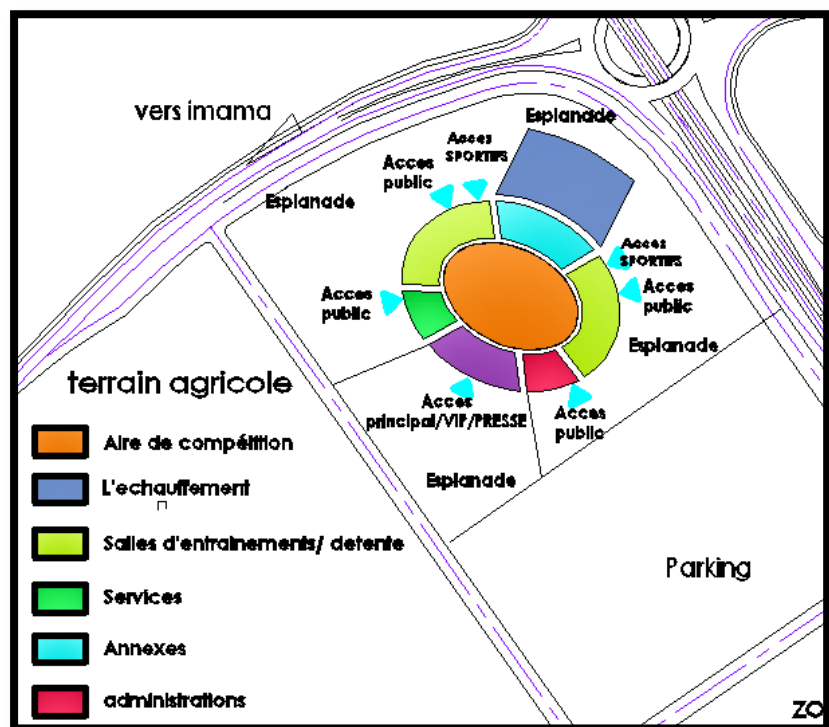 vers imama
Esplanade
Acces
SPORTIFS
Acces
public
Esplanade
Acces
SPORTIFS
Acces
public
Acces
public
Esplanade
terrain agricole
Acces
principal/VIP/PRESSE
Acces
public
Esplanade
Aire de compétition
L'echauffement
Salles d'entrainements/ detente
Services
Annexes
administrations
Parking
ZO